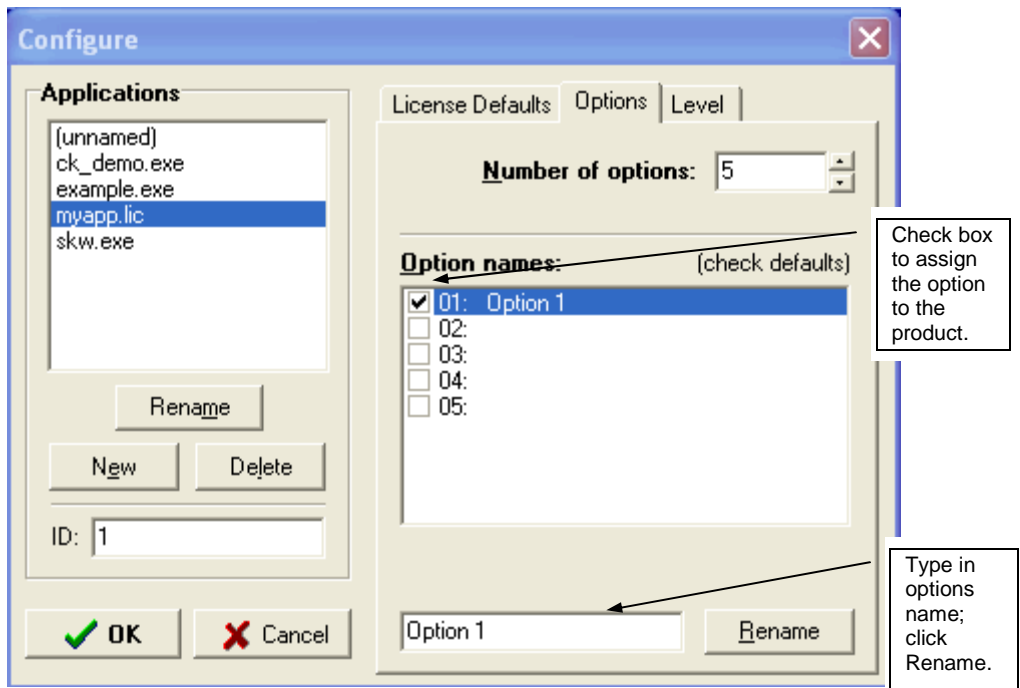 Configure
Applications
(unnamed)
ck_demo.exe
example.exe
myapp.lic
skw.exe
Rename
New
Delete
ID: 1
OK
Cancel
License Defaults
Options
Level
Number of options: 5
Option names: (check defaults)
01: Option 1
02:
03:
04:
05:
Option 1
Rename
Check box
to assign
the option
to the
product.
Type in
options
name;
click
Rename.